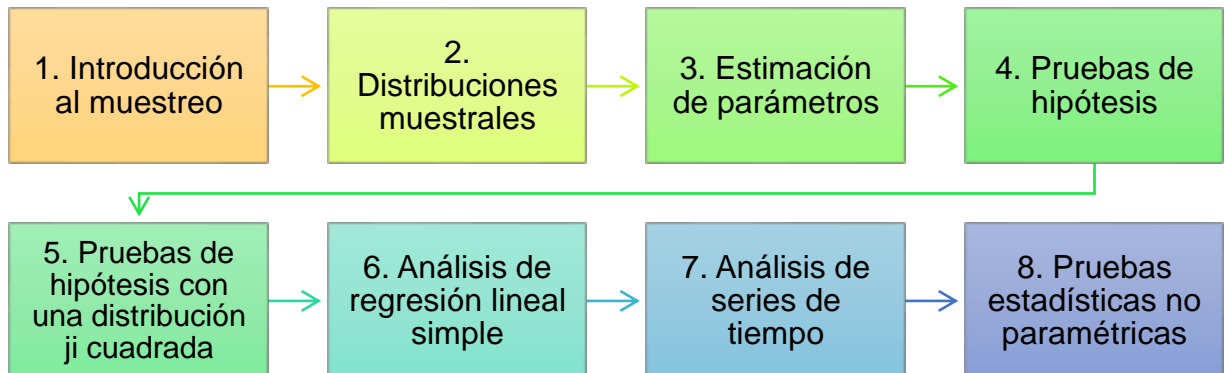 1. Introducción
al muestreo
2.
Distribuciones
muestrales
3. Estimación
de parámetros
4. Pruebas de
hipótesis
5. Pruebas de
hipótesis con
una distribución
ji cuadrada
6. Análisis de
regresión lineal
simple
7. Análisis de
series de
tiempo
8. Pruebas
estadísticas no
paramétricas